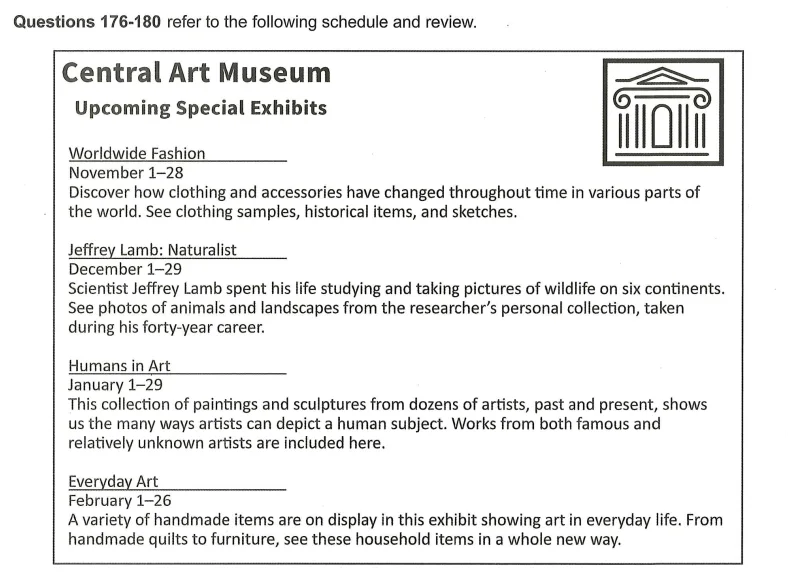 Questions 176-180 refer to the following schedule and review.
Central Art Museum
Upcoming Special Exhibits
Worldwide Fashion
November 1–28
Discover how clothing and accessories have changed throughout time in various parts of
the world. See clothing samples, historical items, and sketches.
Jeffrey Lamb: Naturalist
December 1–29
Scientist Jeffrey Lamb spent his life studying and taking pictures of wildlife on six continents.
See photos of animals and landscapes from the researcher's personal collection, taken
during his forty-year career.
Humans in Art
January 1–29
This collection of paintings and sculptures from dozens of artists, past and present, shows
us the many ways artists can depict a human subject. Works from both famous and
relatively unknown artists are included here.
Everyday Art
February 1–26
A variety of handmade items are on display in this exhibit showing art in everyday life. From
handmade quilts to furniture, see these household items in a whole new way.